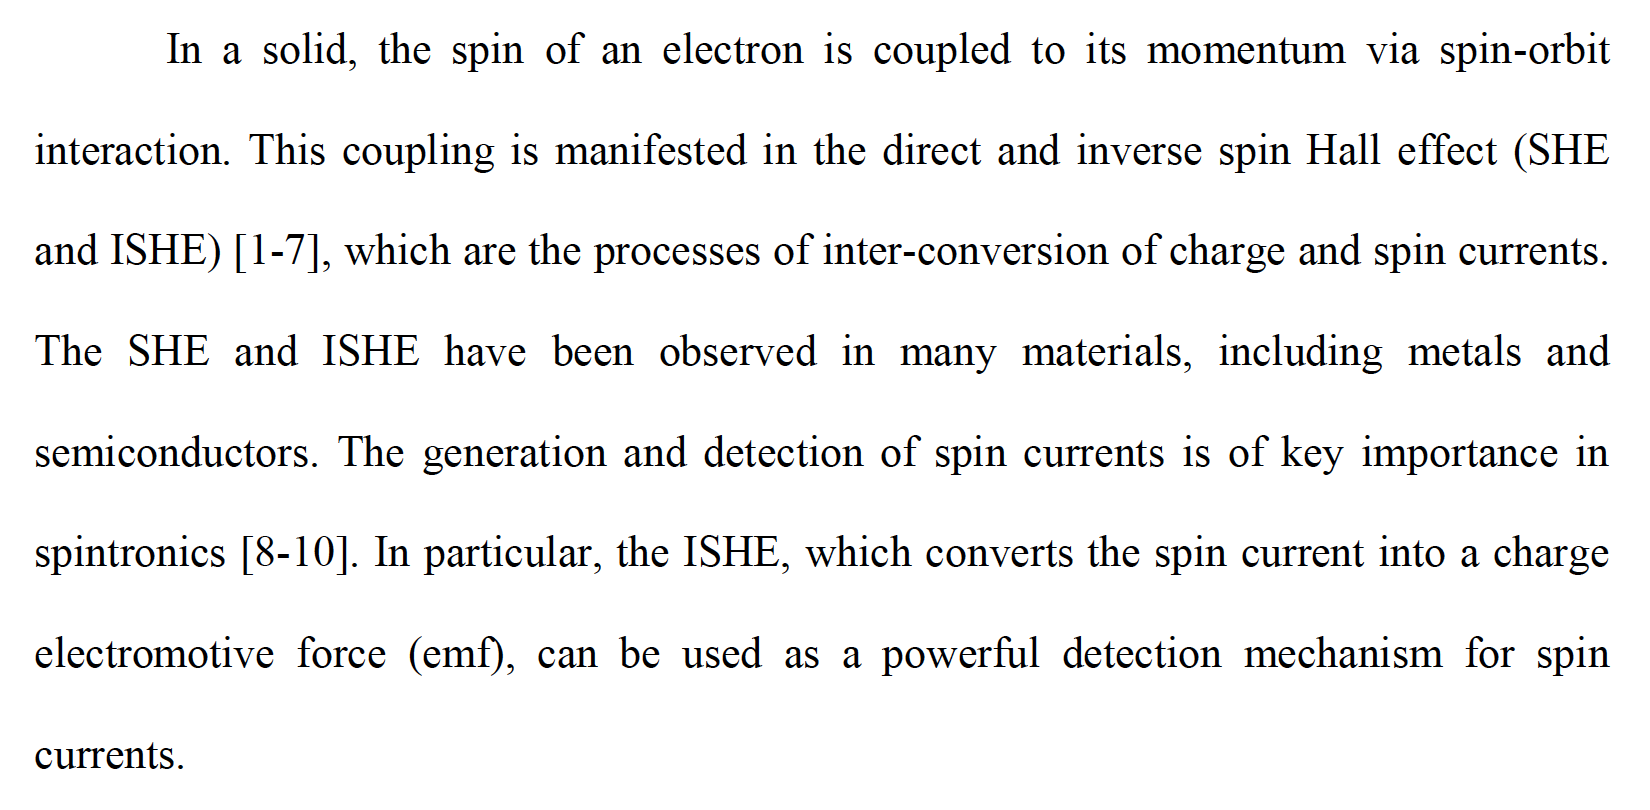 In a solid, the spin of an electron is coupled to its momentum via spin-orbit
interaction. This coupling is manifested in the direct and inverse spin Hall effect (SHE
and ISHE) [1-7], which are the processes of inter-conversion of charge and spin currents.
The SHE and ISHE have been observed in many materials, including metals and
semiconductors. The generation and detection of spin currents is of key importance in
spintronics [8-10]. In particular, the ISHE, which converts the spin current into a charge
electromotive force (emf), can be used as a powerful detection mechanism for spin
currents.